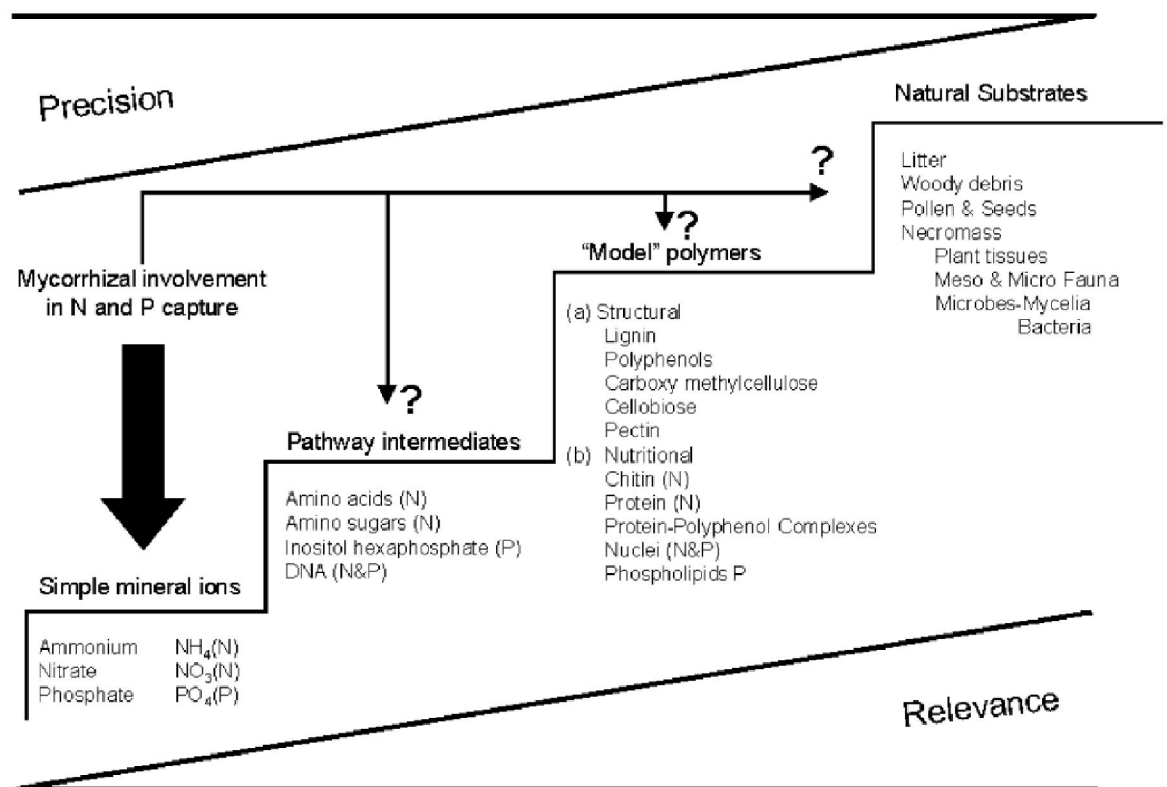 Precision
Natural Substrates
?
Litter
Woody debris
Pollen & Seeds
Necromass
Plant tissues
Meso & Micro Fauna
Microbes-Mycelia
Bacteria
?
"Model" polymers
Mycorrhizal involvement
in N and P capture
(a) Structural
Lignin
Polyphenols
Carboxy methylcellulose
Cellobiose
Pectin
(b) Nutritional
Chitin (N)
Protein (N)
Protein-Polyphenol Complexes
Nuclei (N&P)
Phospholipids P
?
Pathway intermediates
Amino acids (N)
Amino sugars (N)
Inositol hexaphosphate (P)
DNA (N&P)
Simple mineral ions
Ammonium NH₄(N)
Nitrate NO₃(N)
Phosphate PO₄(P)
Relevance